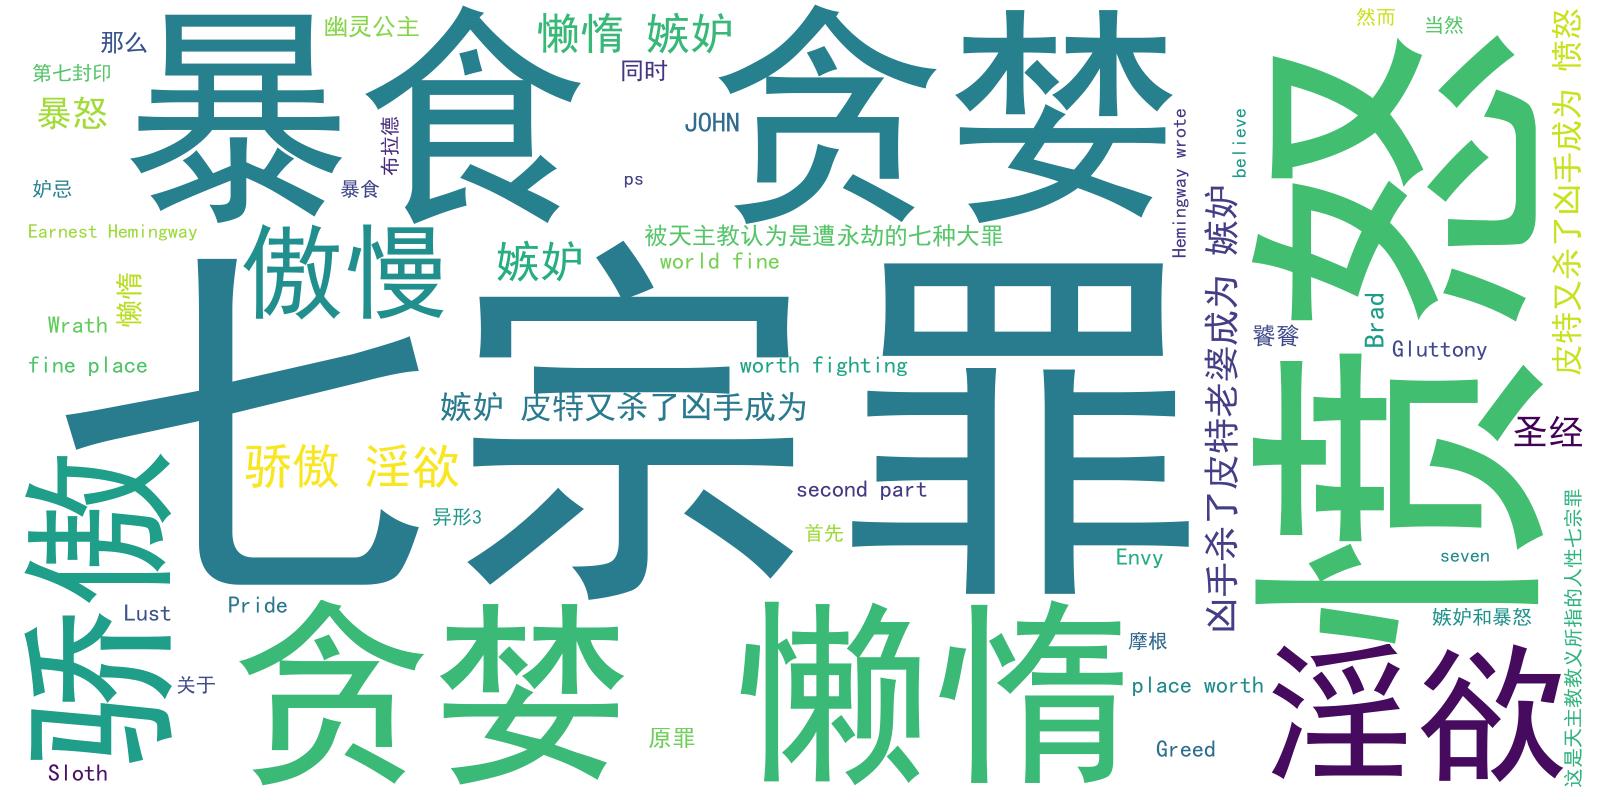 暴食 贪婪
那么
幽灵公主
懒惰 嫉妒
然而
当然
第七封印
同时
暴怒
JOHN
布拉德
妒忌
暴食
ps
Hemingway wrote
believe
愤怒
皮特又杀了凶手成为 愤怒
Earnest Hemingway
傲慢
嫉妒
被天主教认为是遭永劫的七种大罪
world fine
凶手杀了皮特老婆成为 嫉妒
七宗罪
懒惰
Wrath
饕餮
Brad
Gluttony
fine place
worth fighting
嫉妒 皮特又杀了凶手成为
圣经
骄傲 淫欲
second part
异形3
首先
Envy
seven
骄傲
Lust
Pride
嫉妒和暴怒
这是天主教教义所指的人性七宗罪
贪婪 懒惰
摩根
淫欲
关于
place worth
原罪
Greed
Sloth